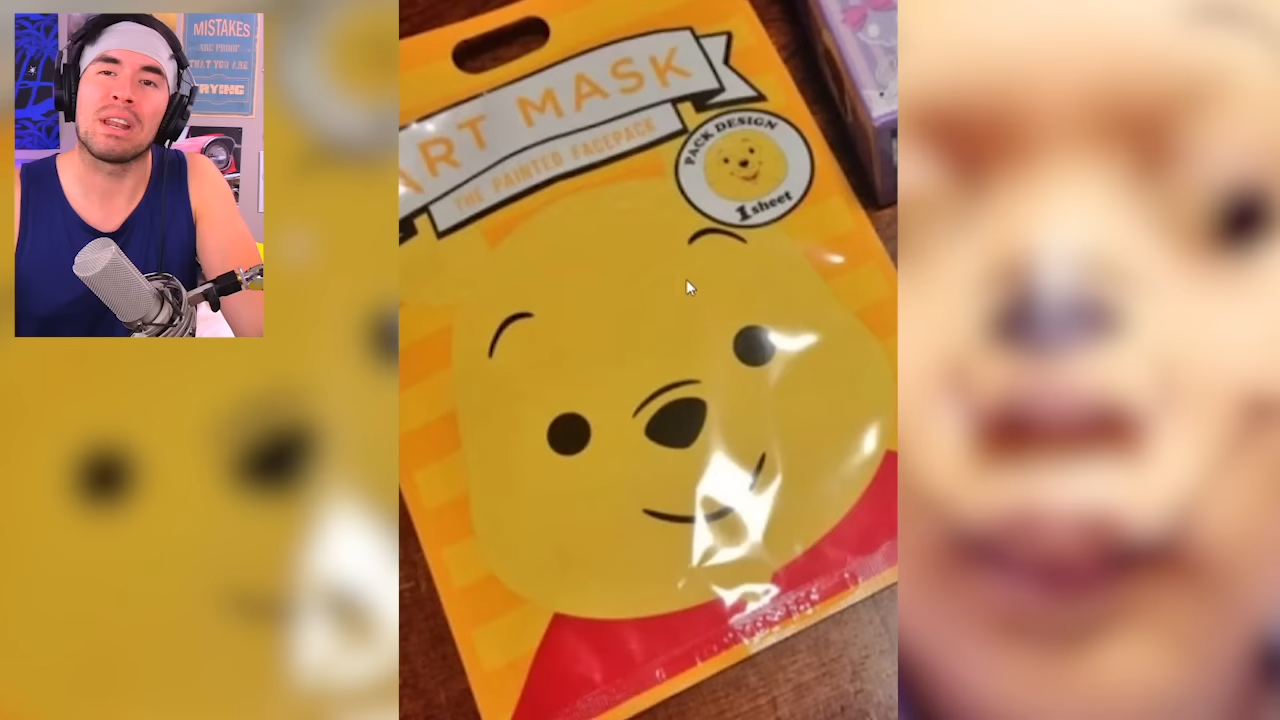 MISTAKES
ARE PROOF
THAT YOU ARE
TRYING
ART MASK
THE PAINTED FACEPACK
PACK DESIGN
1 sheet